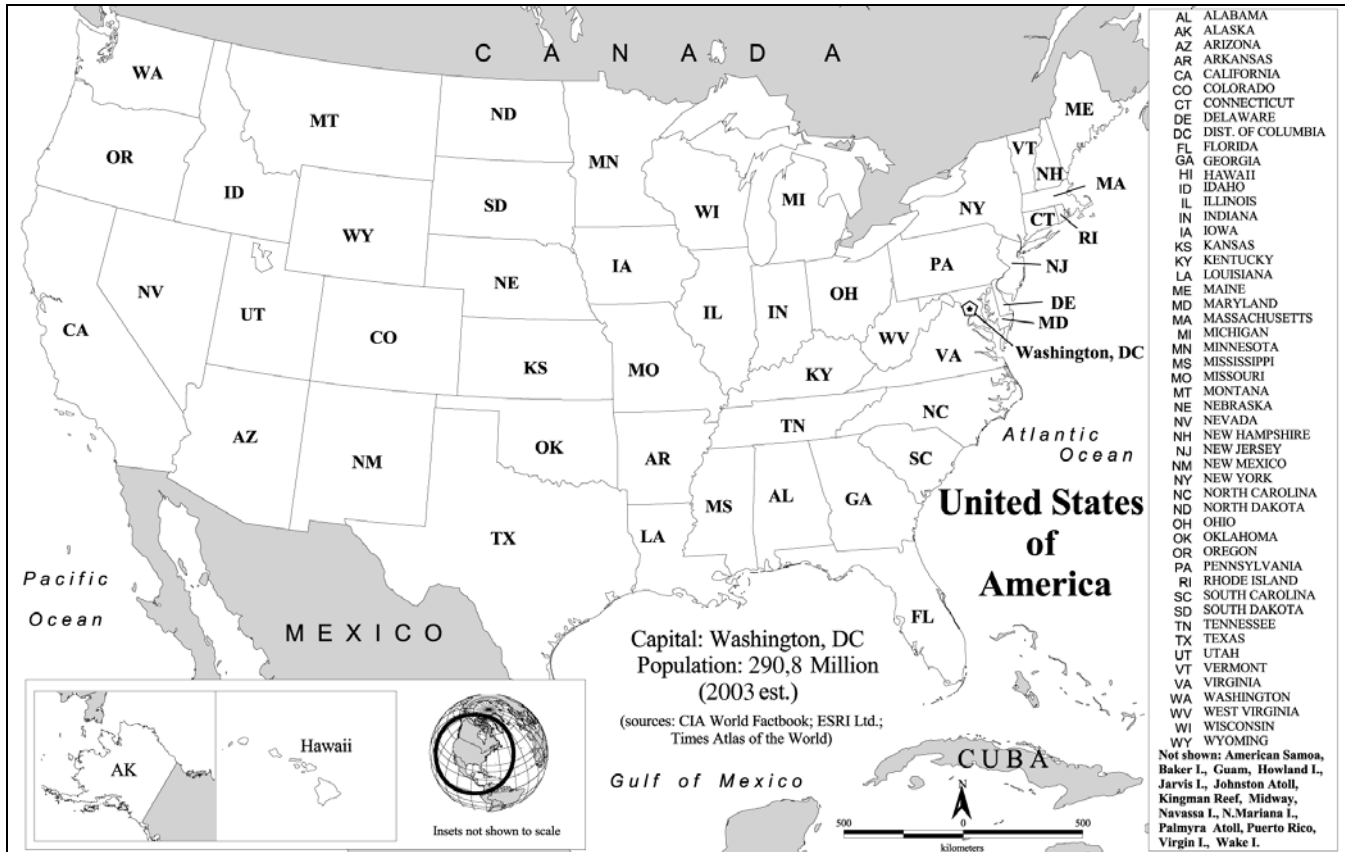 C A N A D A
WA
MT
ND
MN
ME
VT
NH
MA
OR
ID
SD
WI
MI
NY
CT
RI
WY
IA
PA
NJ
NE
OH
NV
UT
IL
IN
DE
MD
CA
CO
WV
VA
Washington, DC
KS
MO
KY
NC
TN
AZ
OK
AR
SC
NM
MS
AL
GA
TX
LA
FL
Atlantic
Ocean
United States
of
America
Pacific
Ocean
MEXICO
Capital: Washington, DC
Population: 290,8 Million
(2003 est.)
(sources: CIA World Factbook; ESRI Ltd.;
Times Atlas of the World)
AK
Hawaii
Insets not shown to scale
Gulf of Mexico
CUBA
N
500 0 500
kilometers
AL ALABAMA
AK ALASKA
AZ ARIZONA
AR ARKANSAS
CA CALIFORNIA
CO COLORADO
CT CONNECTICUT
DE DELAWARE
DC DIST. OF COLUMBIA
FL FLORIDA
GA GEORGIA
HI HAWAII
ID IDAHO
IL ILLINOIS
IN INDIANA
IA IOWA
KS KANSAS
KY KENTUCKY
LA LOUISIANA
ME MAINE
MD MARYLAND
MA MASSACHUSETTS
MI MICHIGAN
MN MINNESOTA
MS MISSISSIPPI
MO MISSOURI
MT MONTANA
NE NEBRASKA
NV NEVADA
NH NEW HAMPSHIRE
NJ NEW JERSEY
NM NEW MEXICO
NY NEW YORK
NC NORTH CAROLINA
ND NORTH DAKOTA
OH OHIO
OK OKLAHOMA
OR OREGON
PA PENNSYLVANIA
RI RHODE ISLAND
SC SOUTH CAROLINA
SD SOUTH DAKOTA
TN TENNESSEE
TX TEXAS
UT UTAH
VT VERMONT
VA VIRGINIA
WA WASHINGTON
WV WEST VIRGINIA
WI WISCONSIN
WY WYOMING
Not shown: American Samoa,
Baker I., Guam, Howland I.,
Jarvis I., Johnston Atoll,
Kingman Reef, Midway,
Navassa I., N.Mariana I.,
Palmyra Atoll, Puerto Rico,
Virgin I., Wake I.